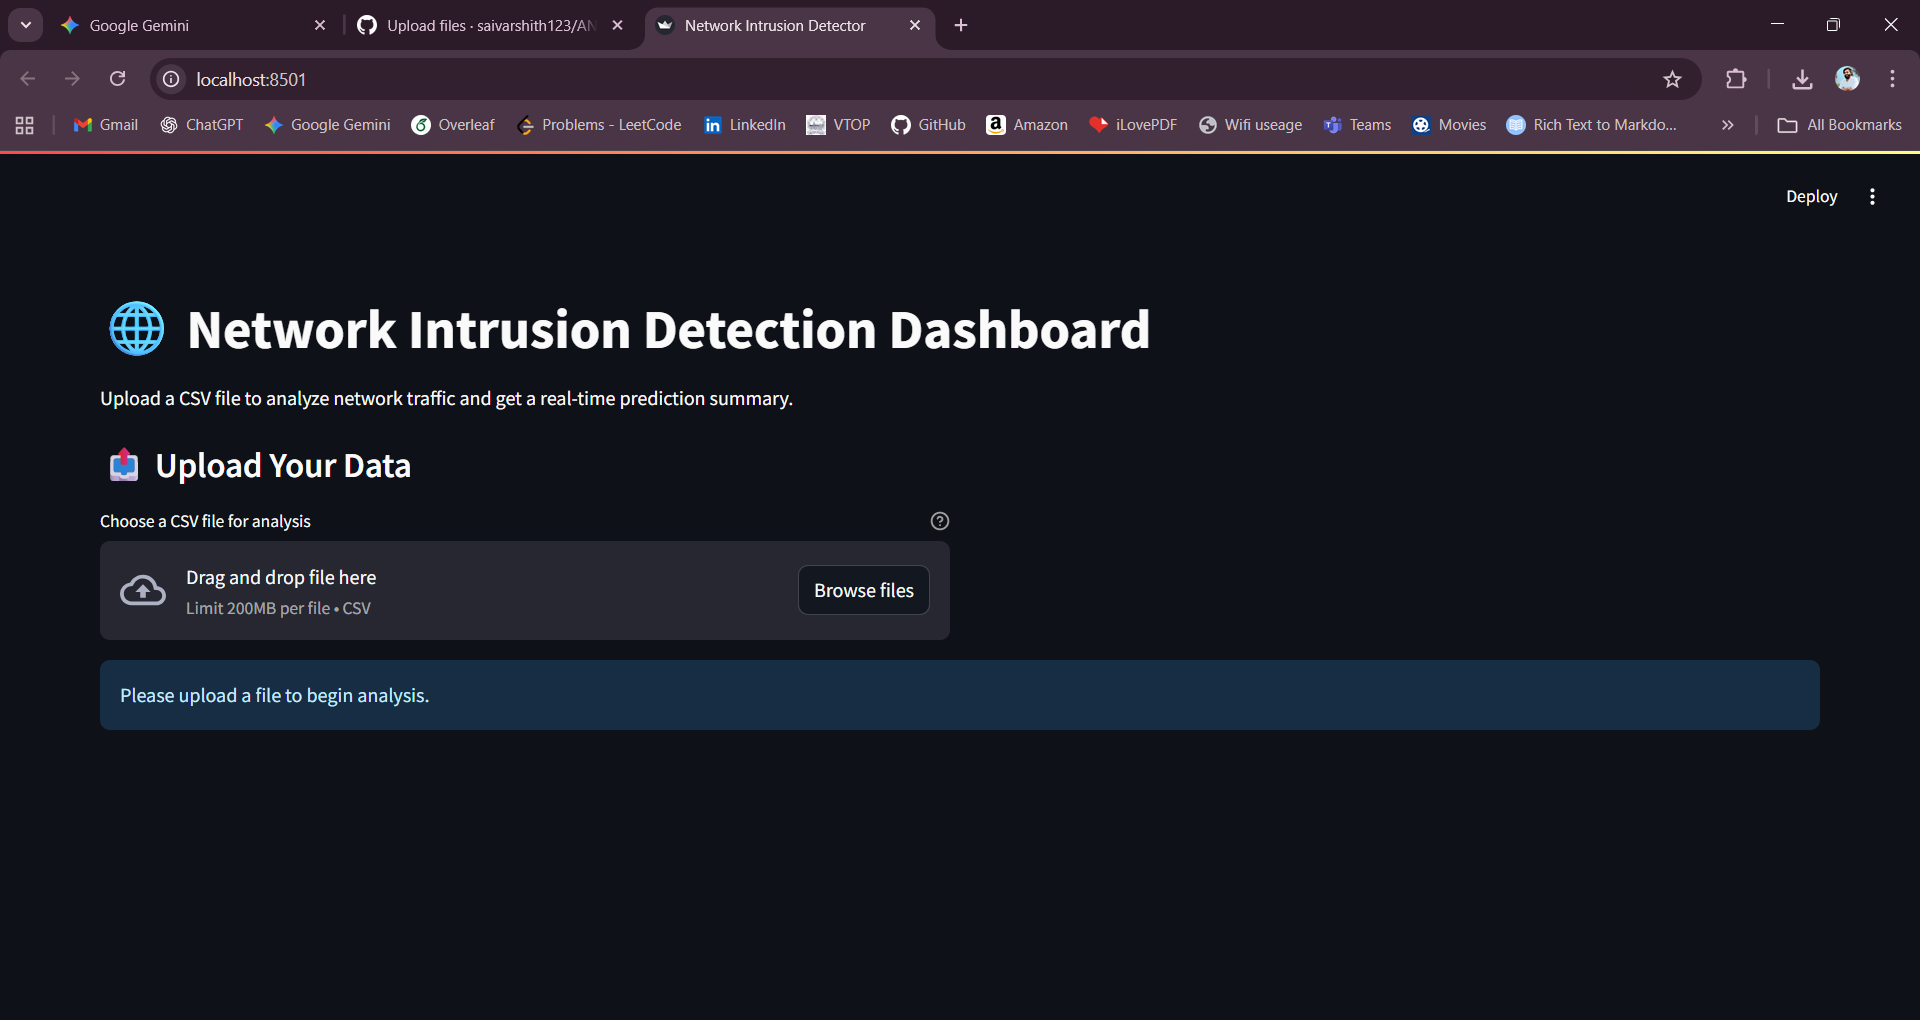 Google Gemini
Upload files · saivarshith123/AN
Network Intrusion Detector
localhost:8501
Gmail
ChatGPT
Google Gemini
Overleaf
Problems - LeetCode
LinkedIn
VTOP
GitHub
Amazon
iLovePDF
Wifi useage
Teams
Movies
Rich Text to Markdo...
All Bookmarks
Deploy
Network Intrusion Detection Dashboard
Upload a CSV file to analyze network traffic and get a real-time prediction summary.
Upload Your Data
Choose a CSV file for analysis
Drag and drop file here
Limit 200MB per file • CSV
Browse files
Please upload a file to begin analysis.